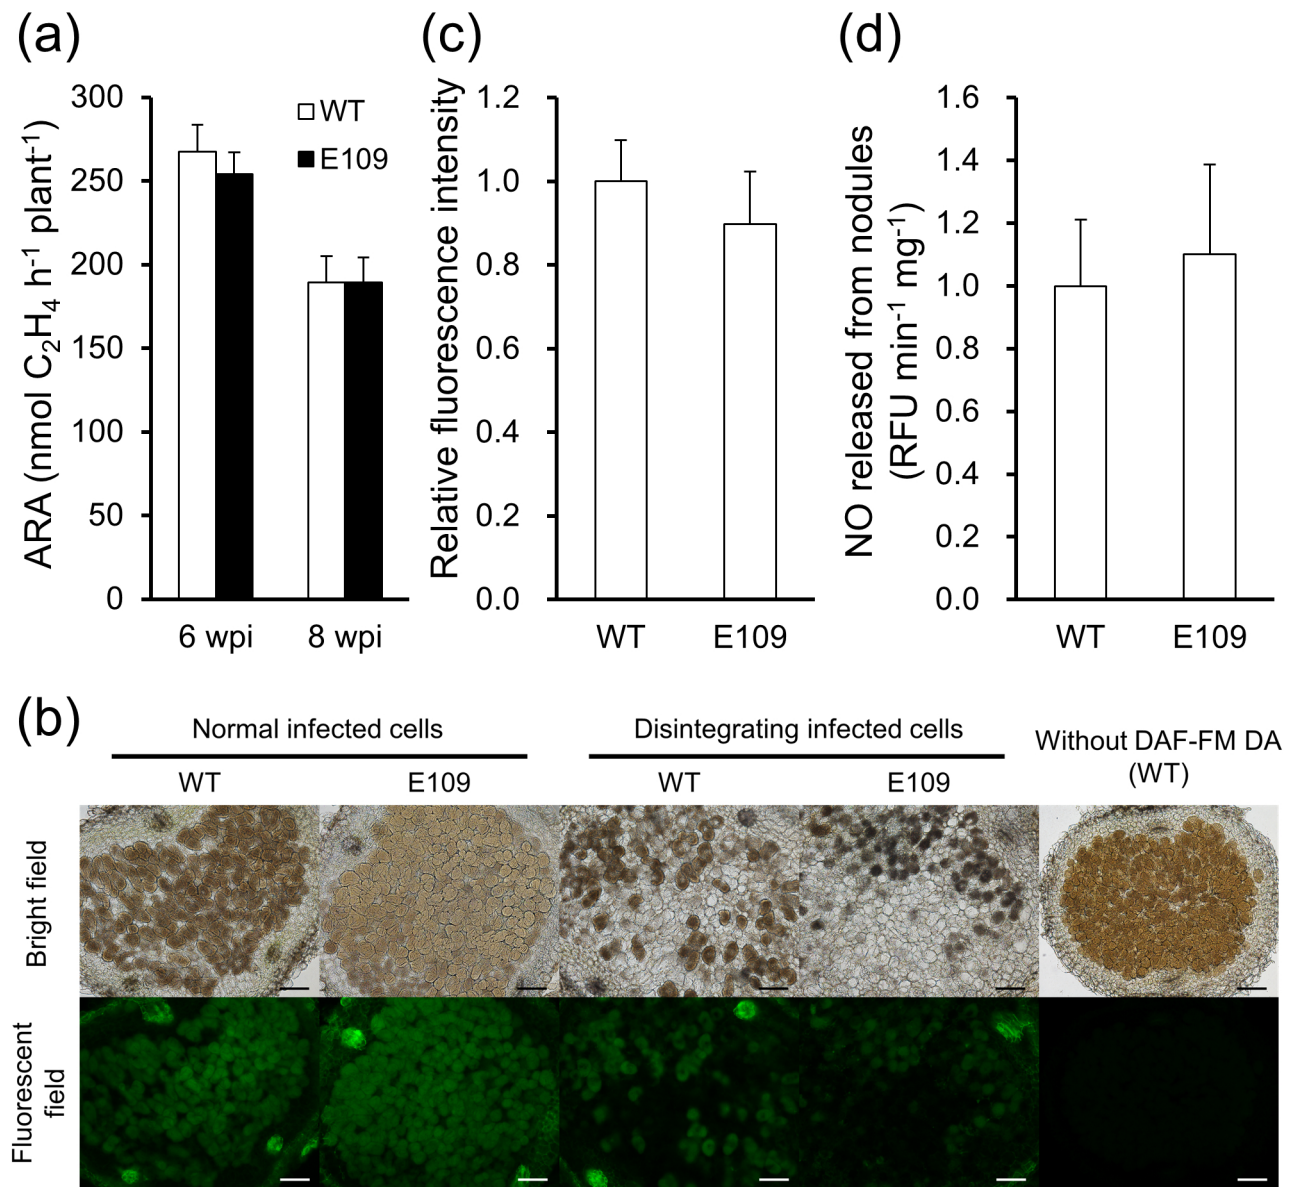 (a)
ARA (nmol C₂H₄ h⁻¹ plant⁻¹)
300
250
200
150
100
50
0
WT
E109
6 wpi
8 wpi
(c)
Relative fluorescence intensity
1.2
1.0
0.8
0.6
0.4
0.2
0.0
WT
E109
(d)
NO released from nodules
(RFU min⁻¹ mg⁻¹)
1.6
1.4
1.2
1.0
0.8
0.6
0.4
0.2
0.0
WT
E109
(b)
Normal infected cells
Disintegrating infected cells
Without DAF-FM DA
(WT)
WT
E109
WT
E109
Bright field
Fluorescent
field